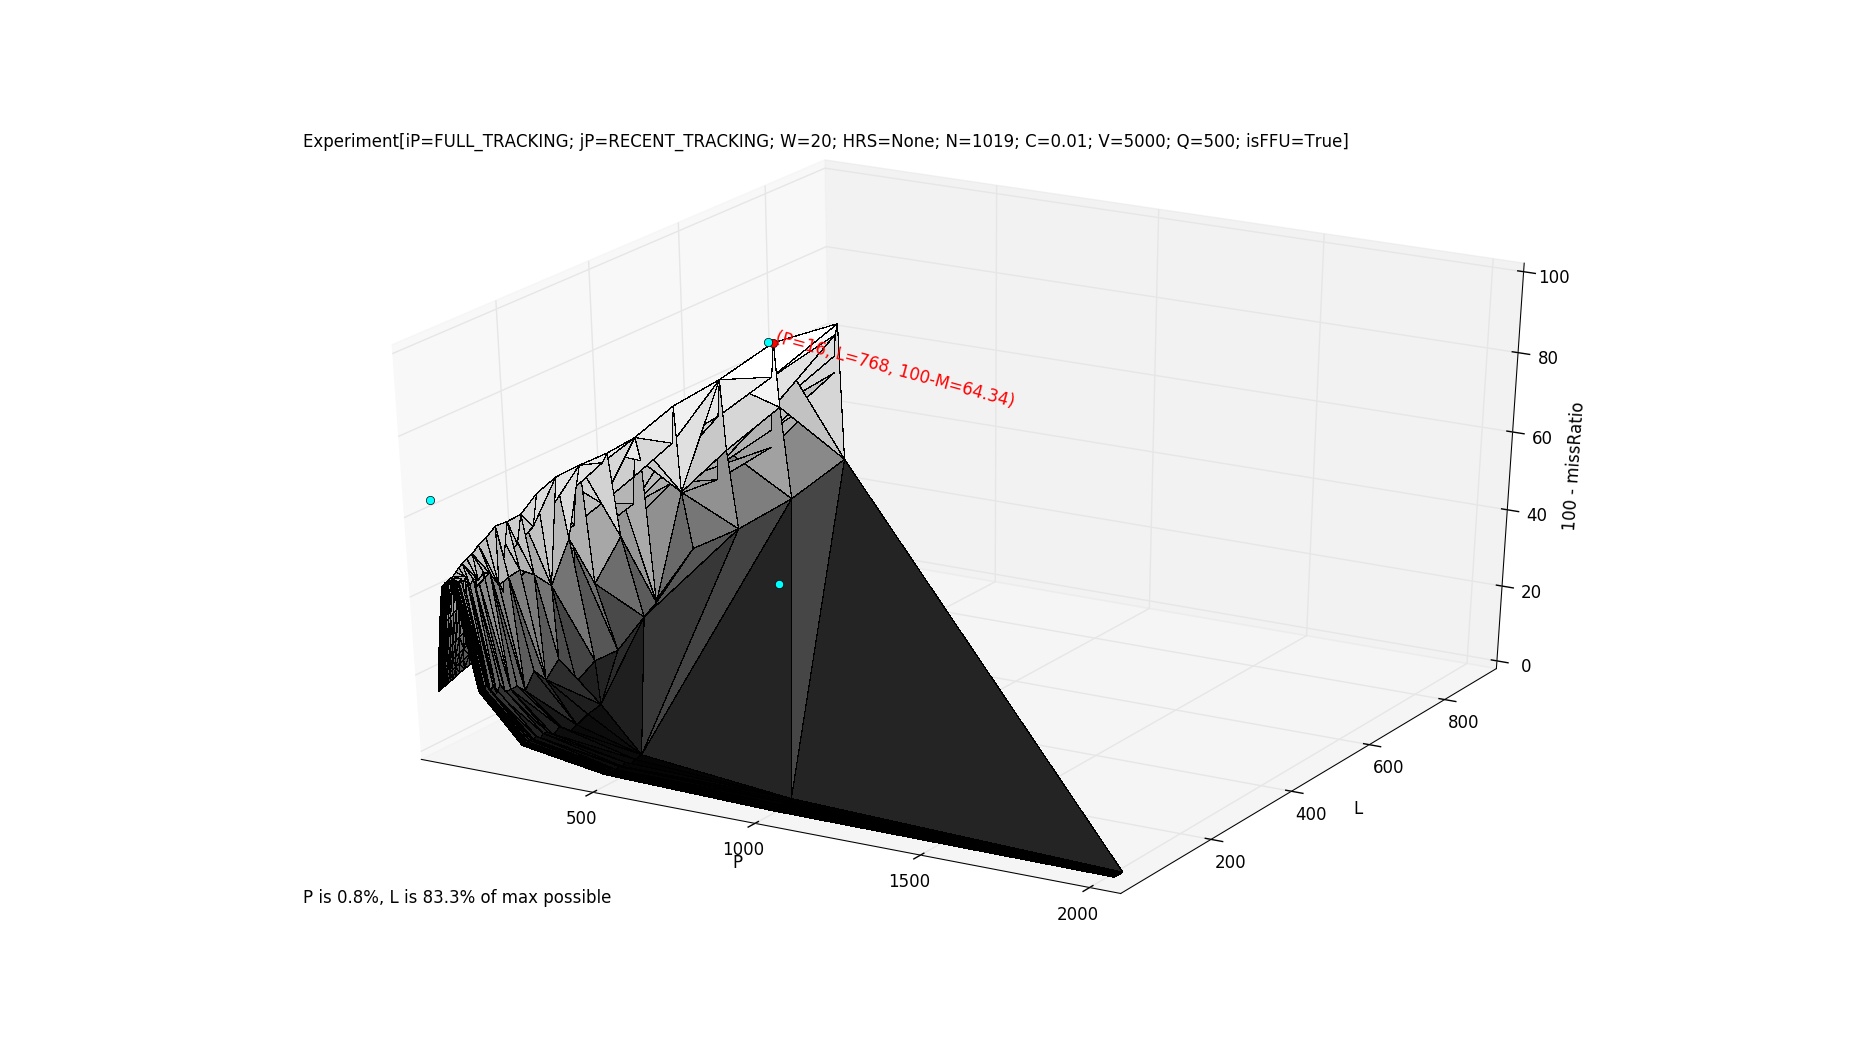 Experiment[iP=FULL_TRACKING; jP=RECENT_TRACKING; W=20; HRS=None; N=1019; C=0.01; V=5000; Q=500; isFFU=True]
(P=16, L=768, 100-M=64.34)
100
80
60
40
20
0
100 - missRatio
800
600
400
200
L
500
1000
1500
2000
P
P is 0.8%, L is 83.3% of max possible